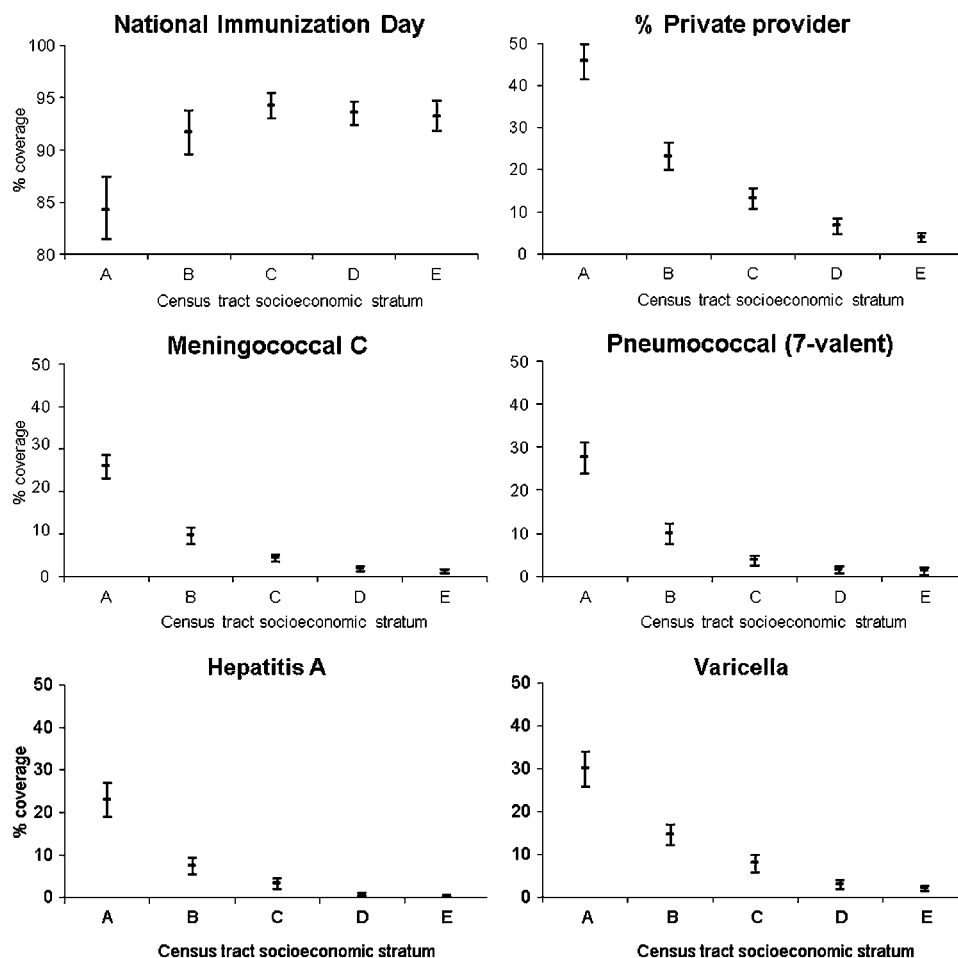 National Immunization Day
100
95
90
85
80
% coverage
A B C D E
Census tract socioeconomic stratum
% Private provider
50
40
30
20
10
0
A B C D E
Census tract socioeconomic stratum
Meningococcal C
50
40
30
20
10
0
% coverage
A B C D E
Census tract socioeconomic stratum
Pneumococcal (7-valent)
50
40
30
20
10
0
A B C D E
Census tract socioeconomic stratum
Hepatitis A
50
40
30
20
10
0
% coverage
A B C D E
Census tract socioeconomic stratum
Varicella
50
40
30
20
10
0
A B C D E
Census tract socioeconomic stratum